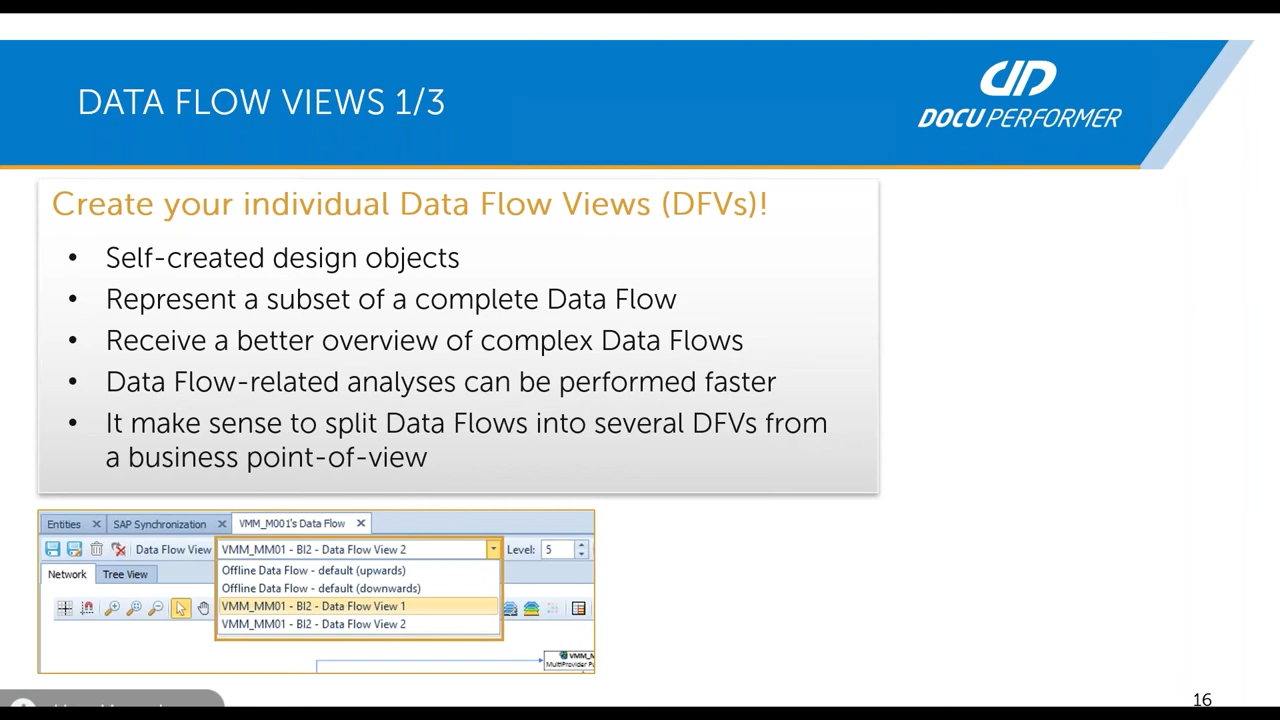 DATA FLOW VIEWS 1/3
DOCU PERFORMER
Create your individual Data Flow Views (DFVs)!
• Self-created design objects
• Represent a subset of a complete Data Flow
• Receive a better overview of complex Data Flows
• Data Flow-related analyses can be performed faster
• It make sense to split Data Flows into several DFVs from
a business point-of-view
Entities SAP Synchronization VMM_M001's Data Flow
Data Flow View VMM_MM01 - BI2 - Data Flow View 2 Level: 5
Offline Data Flow - default (upwards)
Network Tree View
Offline Data Flow - default (downwards)
VMM_MM01 - BI2 - Data Flow View 1
VMM_MM01 - BI2 - Data Flow View 2
VMM_M
MultiProvider P
16